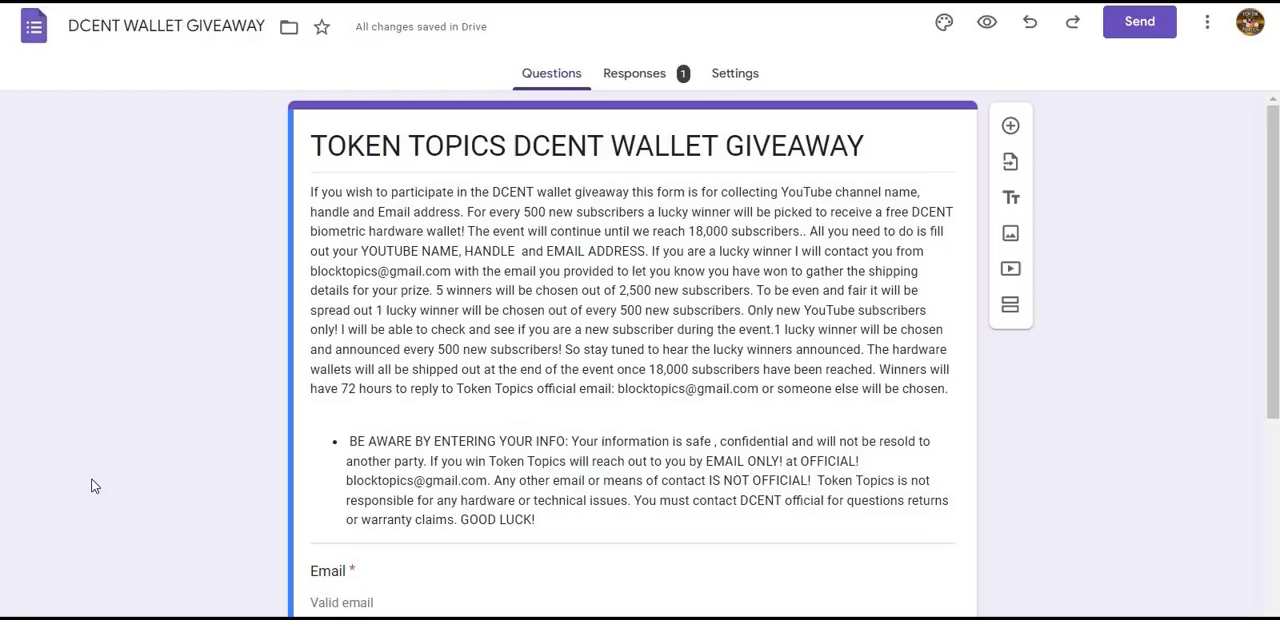 DCENT WALLET GIVEAWAY
All changes saved in Drive
Send
Questions
Responses 1
Settings
TOKEN TOPICS DCENT WALLET GIVEAWAY
If you wish to participate in the DCENT wallet giveaway this form is for collecting YouTube channel name,
handle and Email address. For every 500 new subscribers a lucky winner will be picked to receive a free DCENT
biometric hardware wallet! The event will continue until we reach 18,000 subscribers.. All you need to do is fill
out your YOUTUBE NAME, HANDLE  and EMAIL ADDRESS. If you are a lucky winner I will contact you from
blocktopics@gmail.com with the email you provided to let you know you have won to gather the shipping
details for your prize. 5 winners will be chosen out of 2,500 new subscribers. To be even and fair it will be
spread out 1 lucky winner will be chosen out of every 500 new subscribers. Only new YouTube subscribers
only! I will be able to check and see if you are a new subscriber during the event.1 lucky winner will be chosen
and announced every 500 new subscribers! So stay tuned to hear the lucky winners announced. The hardware
wallets will all be shipped out at the end of the event once 18,000 subscribers have been reached. Winners will
have 72 hours to reply to Token Topics official email: blocktopics@gmail.com or someone else will be chosen.
• BE AWARE BY ENTERING YOUR INFO: Your information is safe , confidential and will not be resold to
another party. If you win Token Topics will reach out to you by EMAIL ONLY! at OFFICIAL!
blocktopics@gmail.com. Any other email or means of contact IS NOT OFFICIAL!  Token Topics is not
responsible for any hardware or technical issues. You must contact DCENT official for questions returns
or warranty claims. GOOD LUCK!
Email *
Valid email